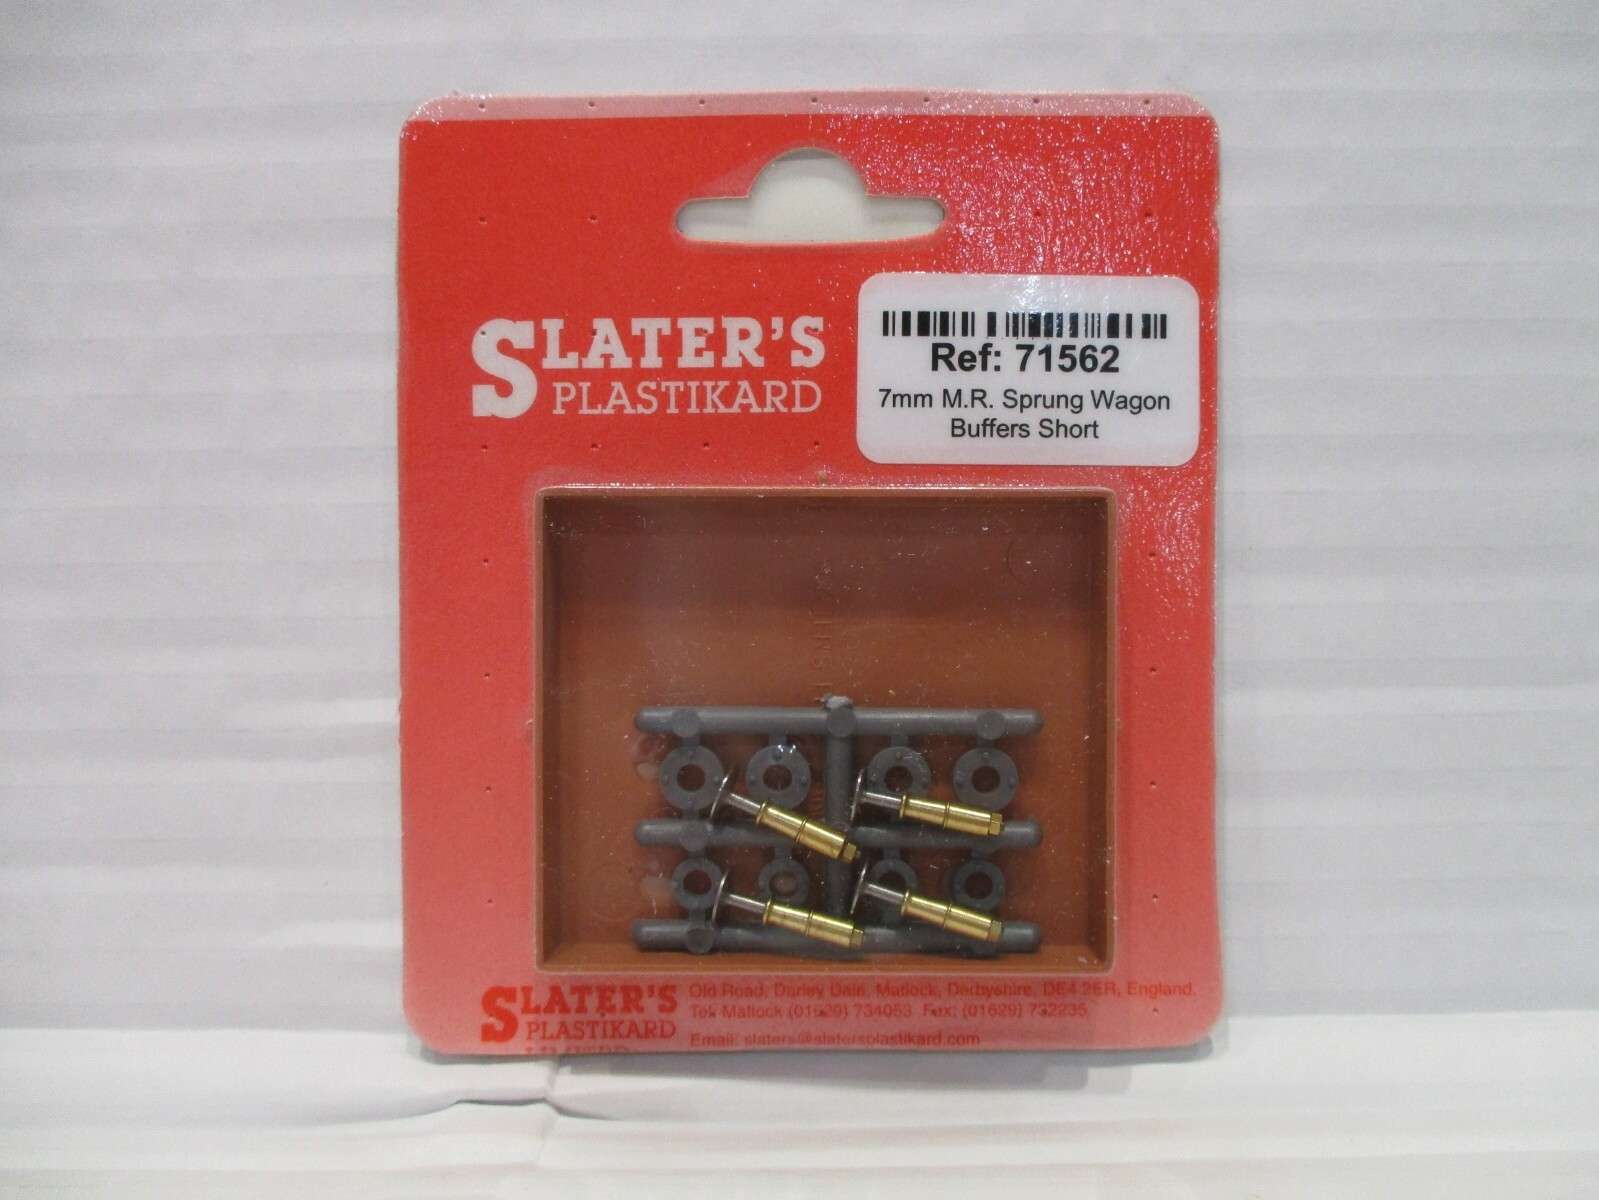 SLATER'S
PLASTIKARD
Ref: 71562
7mm M.R. Sprung Wagon
Buffers Short
SLATER'S
PLASTIKARD
LIMITED
Old Road, Darley Dale, Matlock, Derbyshire, DE4 2ER, England.
Tel: Matlock (01629) 734053 Fax: (01629) 732235.
Email: slaters@slatersplastikard.com